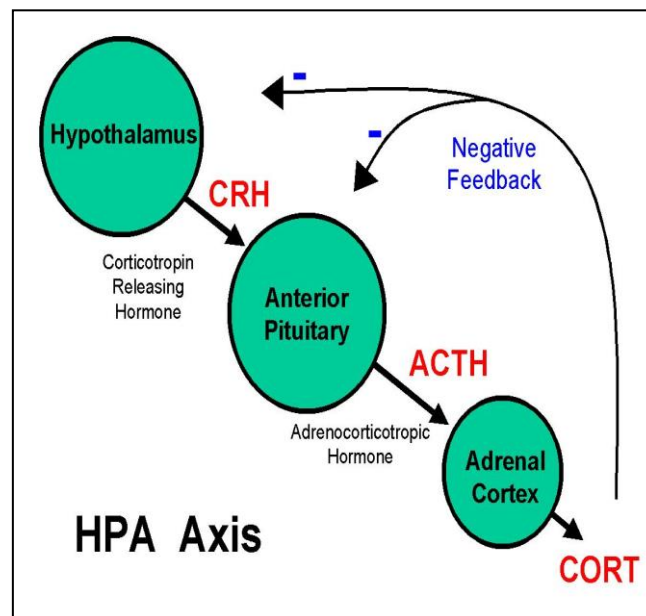 -
Hypothalamus
-
Negative
Feedback
CRH
Corticotropin
Releasing
Hormone
Anterior
Pituitary
ACTH
Adrenocorticotropic
Hormone
Adrenal
Cortex
HPA Axis
CORT